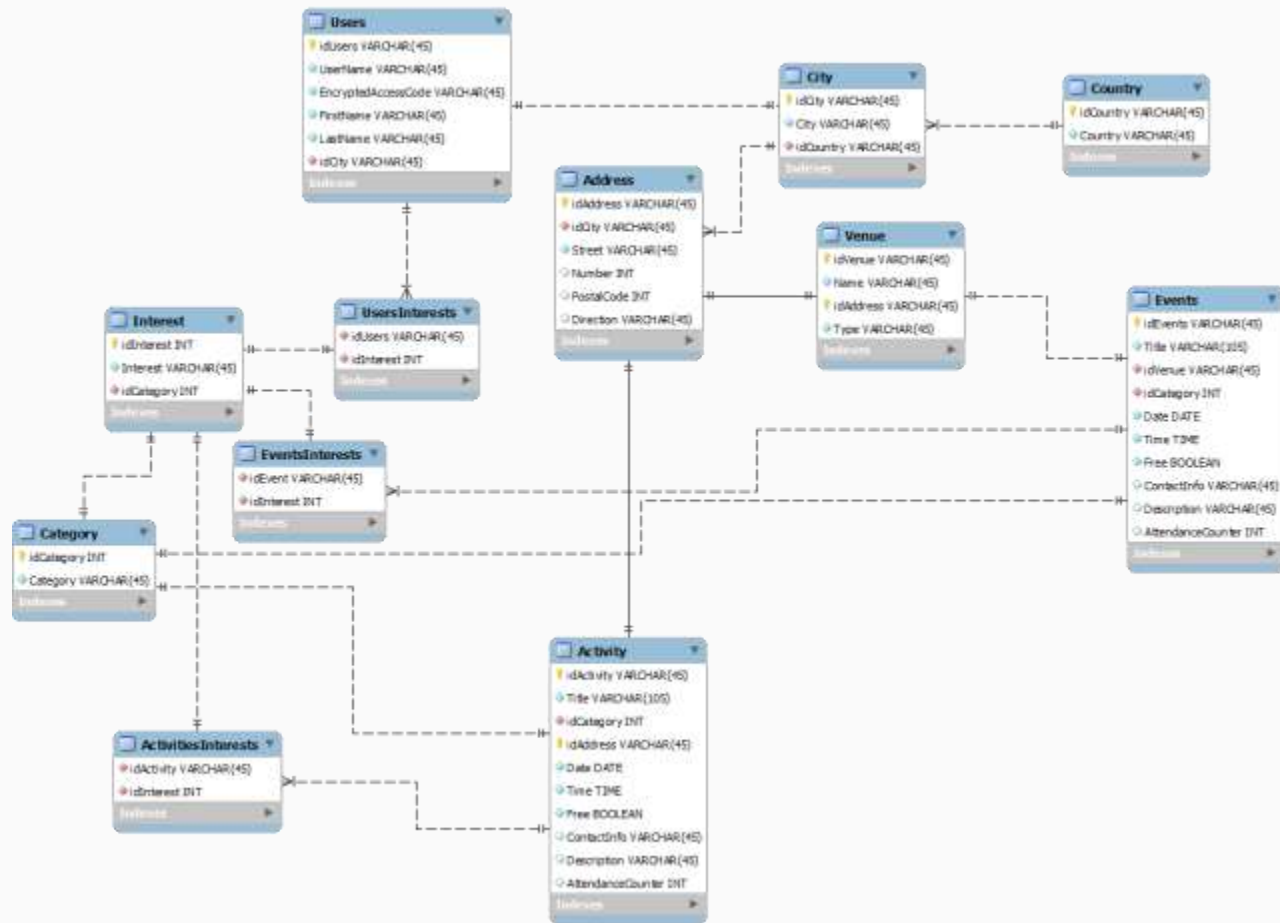 Users
idUsers VARCHAR(45)
UserName VARCHAR(45)
EncryptedAccessCode VARCHAR(45)
FirstName VARCHAR(45)
LastName VARCHAR(45)
idCity VARCHAR(45)
Indexes
City
idCity VARCHAR(45)
City VARCHAR(45)
idCountry VARCHAR(45)
Indexes
Country
idCountry VARCHAR(45)
Country VARCHAR(45)
Indexes
Address
idAddress VARCHAR(45)
idCity VARCHAR(45)
Street VARCHAR(45)
Number INT
PostalCode INT
Direction VARCHAR(45)
Indexes
Venue
idVenue VARCHAR(45)
Name VARCHAR(45)
idAddress VARCHAR(45)
Type VARCHAR(45)
Indexes
Events
idEvents VARCHAR(45)
Title VARCHAR(105)
idVenue VARCHAR(45)
idCategory INT
Date DATE
Time TIME
Free BOOLEAN
ContactInfo VARCHAR(45)
Description VARCHAR(45)
AttendanceCounter INT
Indexes
UsersInterests
idUsers VARCHAR(45)
idInterest INT
Indexes
Interest
idInterest INT
Interest VARCHAR(45)
idCategory INT
Indexes
EventsInterests
idEvent VARCHAR(45)
idInterest INT
Indexes
Category
idCategory INT
Category VARCHAR(45)
Indexes
Activity
idActivity VARCHAR(45)
Title VARCHAR(105)
idCategory INT
idAddress VARCHAR(45)
Date DATE
Time TIME
Free BOOLEAN
ContactInfo VARCHAR(45)
Description VARCHAR(45)
AttendanceCounter INT
Indexes
ActivitiesInterests
idActivity VARCHAR(45)
idInterest INT
Indexes